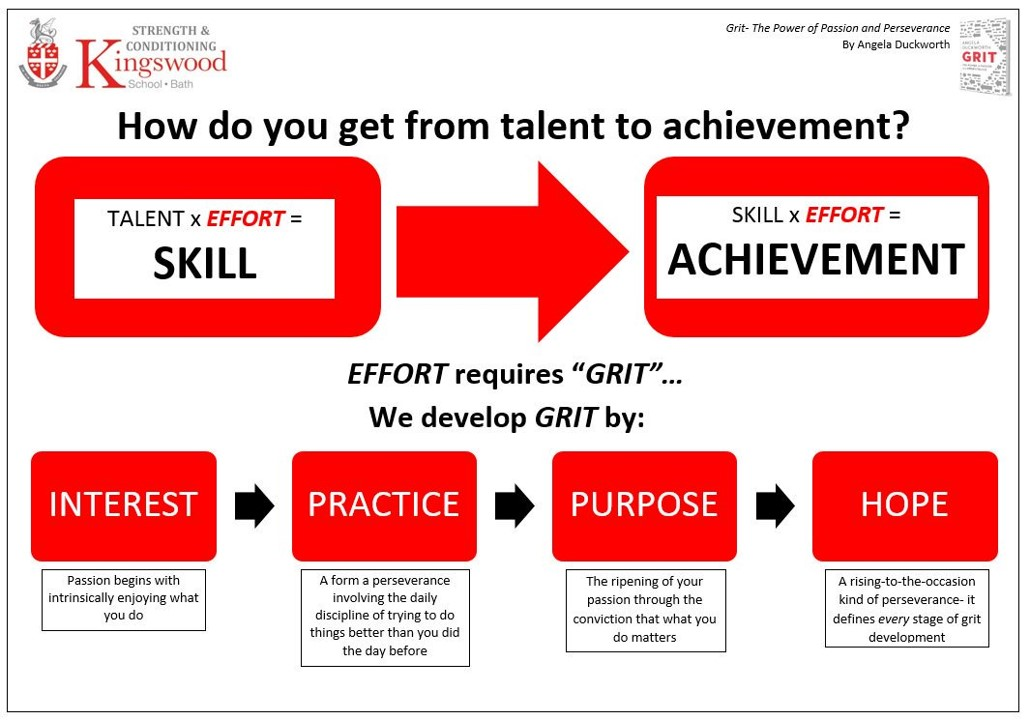 STRENGTH &
CONDITIONING
Kingswood
School • Bath
Grit- The Power of Passion and Perseverance
By Angela Duckworth
ANGELA
DUCKWORTH
GRIT
How do you get from talent to achievement?
TALENT x EFFORT =
SKILL
SKILL x EFFORT =
ACHIEVEMENT
EFFORT requires “GRIT”…
We develop GRIT by:
INTEREST
PRACTICE
PURPOSE
HOPE
Passion begins with
intrinsically enjoying what
you do
A form a perseverance
involving the daily
discipline of trying to do
things better than you did
the day before
The ripening of your
passion through the
conviction that what you
do matters
A rising-to-the-occasion
kind of perseverance- it
defines every stage of grit
development